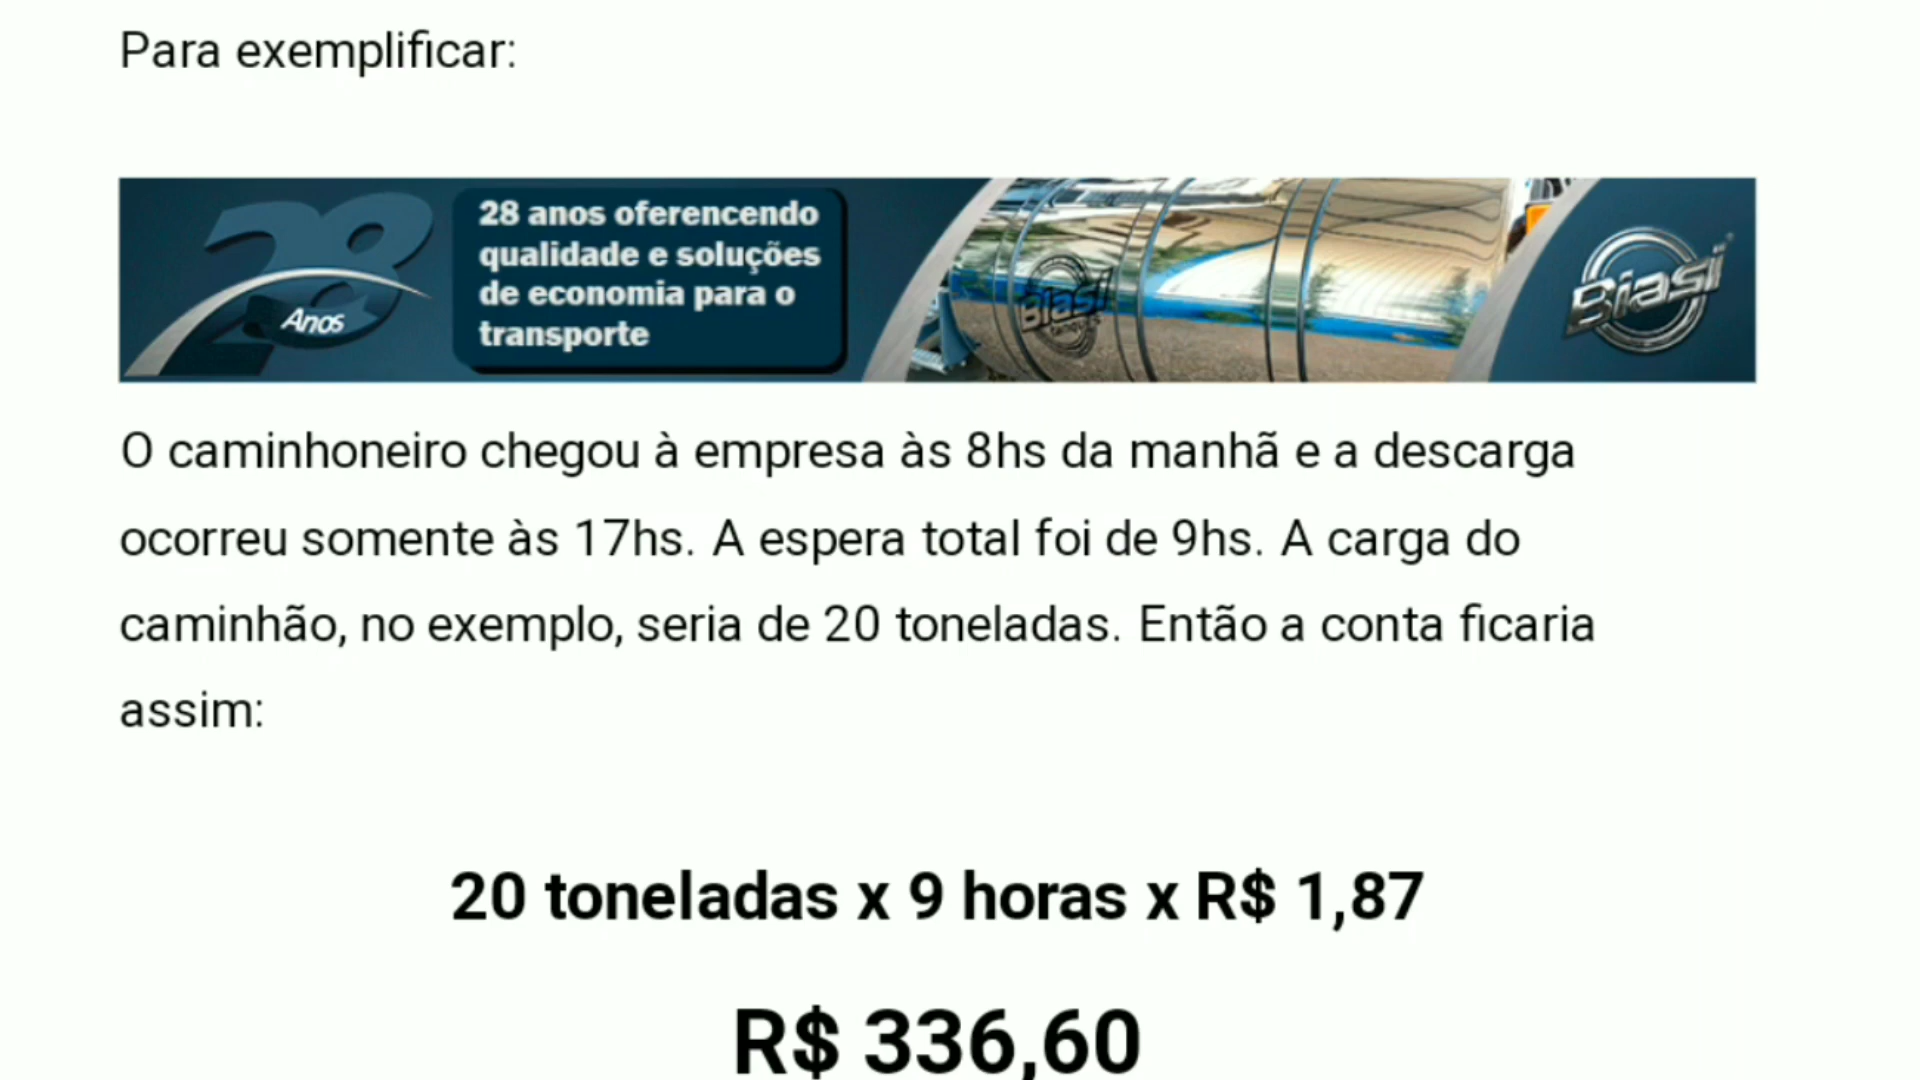 Para exemplificar:
28
Anos
28 anos oferencendo
qualidade e soluções
de economia para o
transporte
Biasi
tanques
Biasi
O caminhoneiro chegou à empresa às 8hs da manhã e a descarga
ocorreu somente às 17hs. A espera total foi de 9hs. A carga do
caminhão, no exemplo, seria de 20 toneladas. Então a conta ficaria
assim:
20 toneladas x 9 horas x R$ 1,87
R$ 336,60